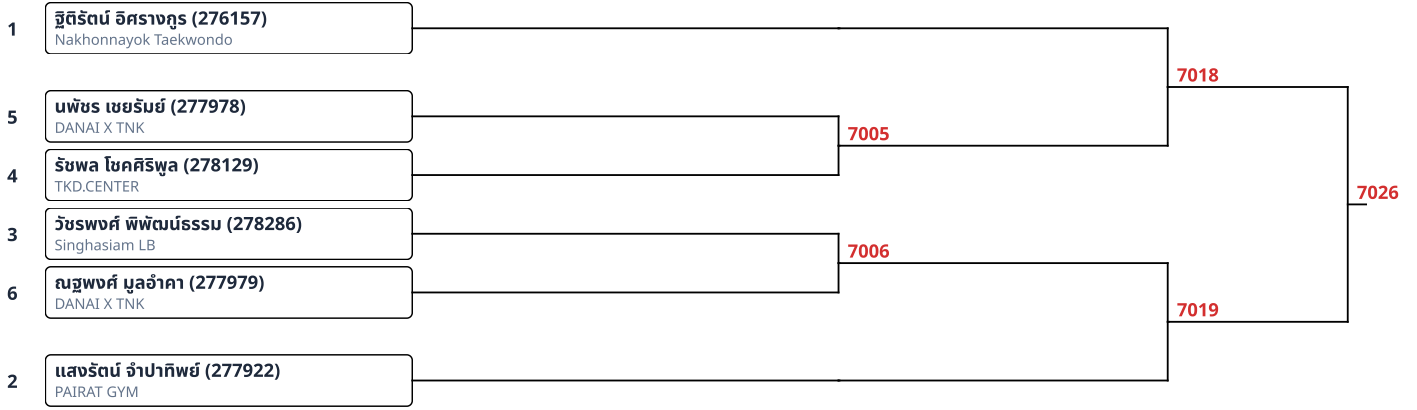 1
ฐิติรัตน์ อิศรางกูร (276157)
Nakhonnayok Taekwondo
7018
5
นพัชร เชยรัมย์ (277978)
DANAI X TNK
7005
4
รัชพล โชคศิริพูล (278129)
TKD.CENTER
7026
3
วัชรพงศ์ พิพัฒน์ธรรม (278286)
Singhasiam LB
7006
6
ณฐพงศ์ มูลอำคา (277979)
DANAI X TNK
7019
2
แสงรัตน์ จำปาทิพย์ (277922)
PAIRAT GYM